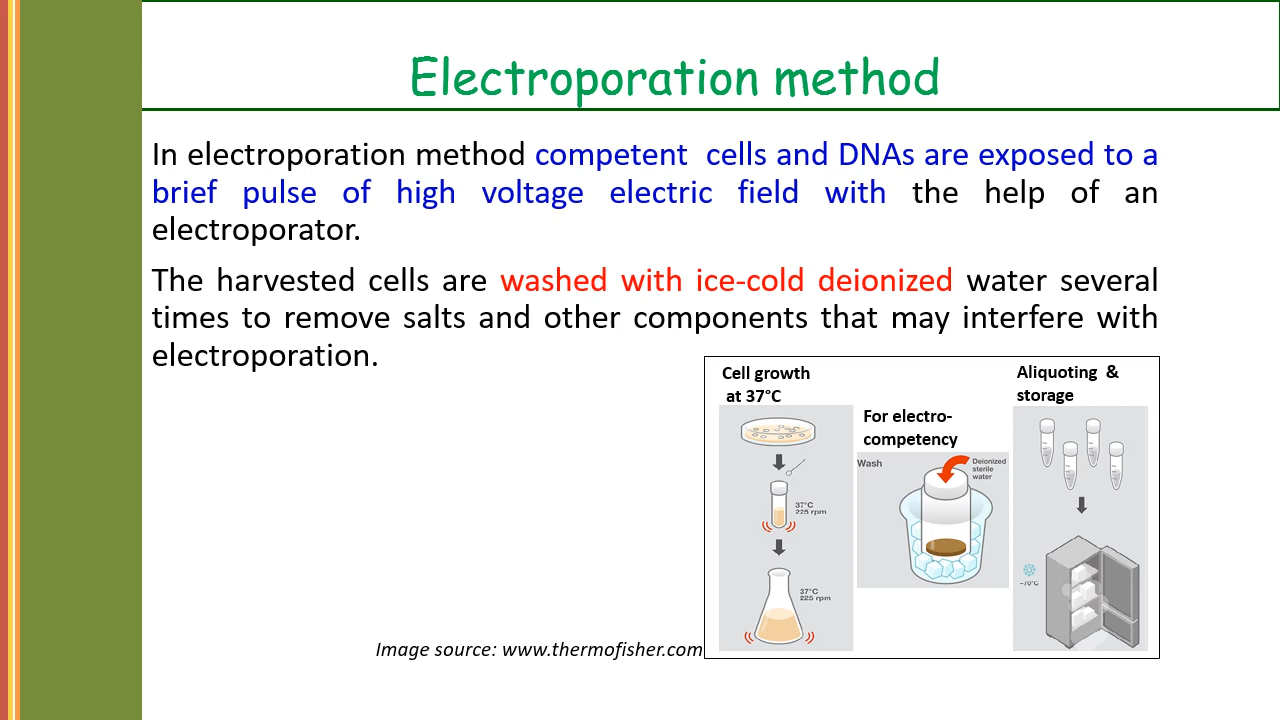 Electroporation method
In electroporation method competent cells and DNAs are exposed to a
brief pulse of high voltage electric field with the help of an
electroporator.
The harvested cells are washed with ice-cold deionized water several
times to remove salts and other components that may interfere with
electroporation.
Cell growth
at 37°C
37°C
225 rpm
37°C
225 rpm
For electro-
competency
Wash
Deionized
sterile
water
Aliquoting &
storage
–70°C
Image source: www.thermofisher.com